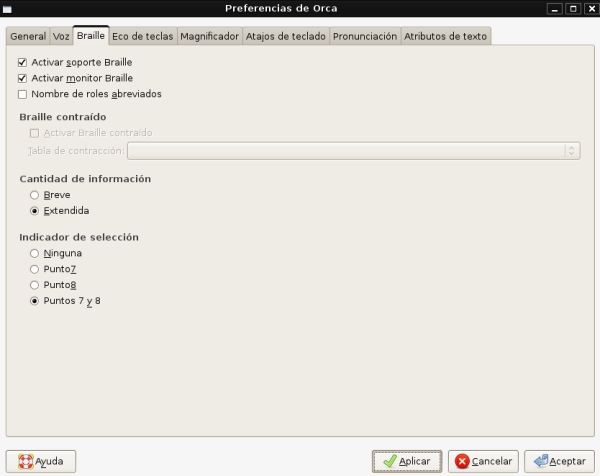 Preferencias de Orca
General Voz Braille Eco de teclas Magnificador Atajos de teclado Pronunciación Atributos de texto
Activar soporte Braille
Activar monitor Braille
Nombre de roles abreviados
Braille contraído
Activar Braille contraído
Tabla de contracción:
Cantidad de información
Breve
Extendida
Indicador de selección
Ninguna
Punto7
Punto8
Puntos 7 y 8
Ayuda Aplicar Cancelar Aceptar